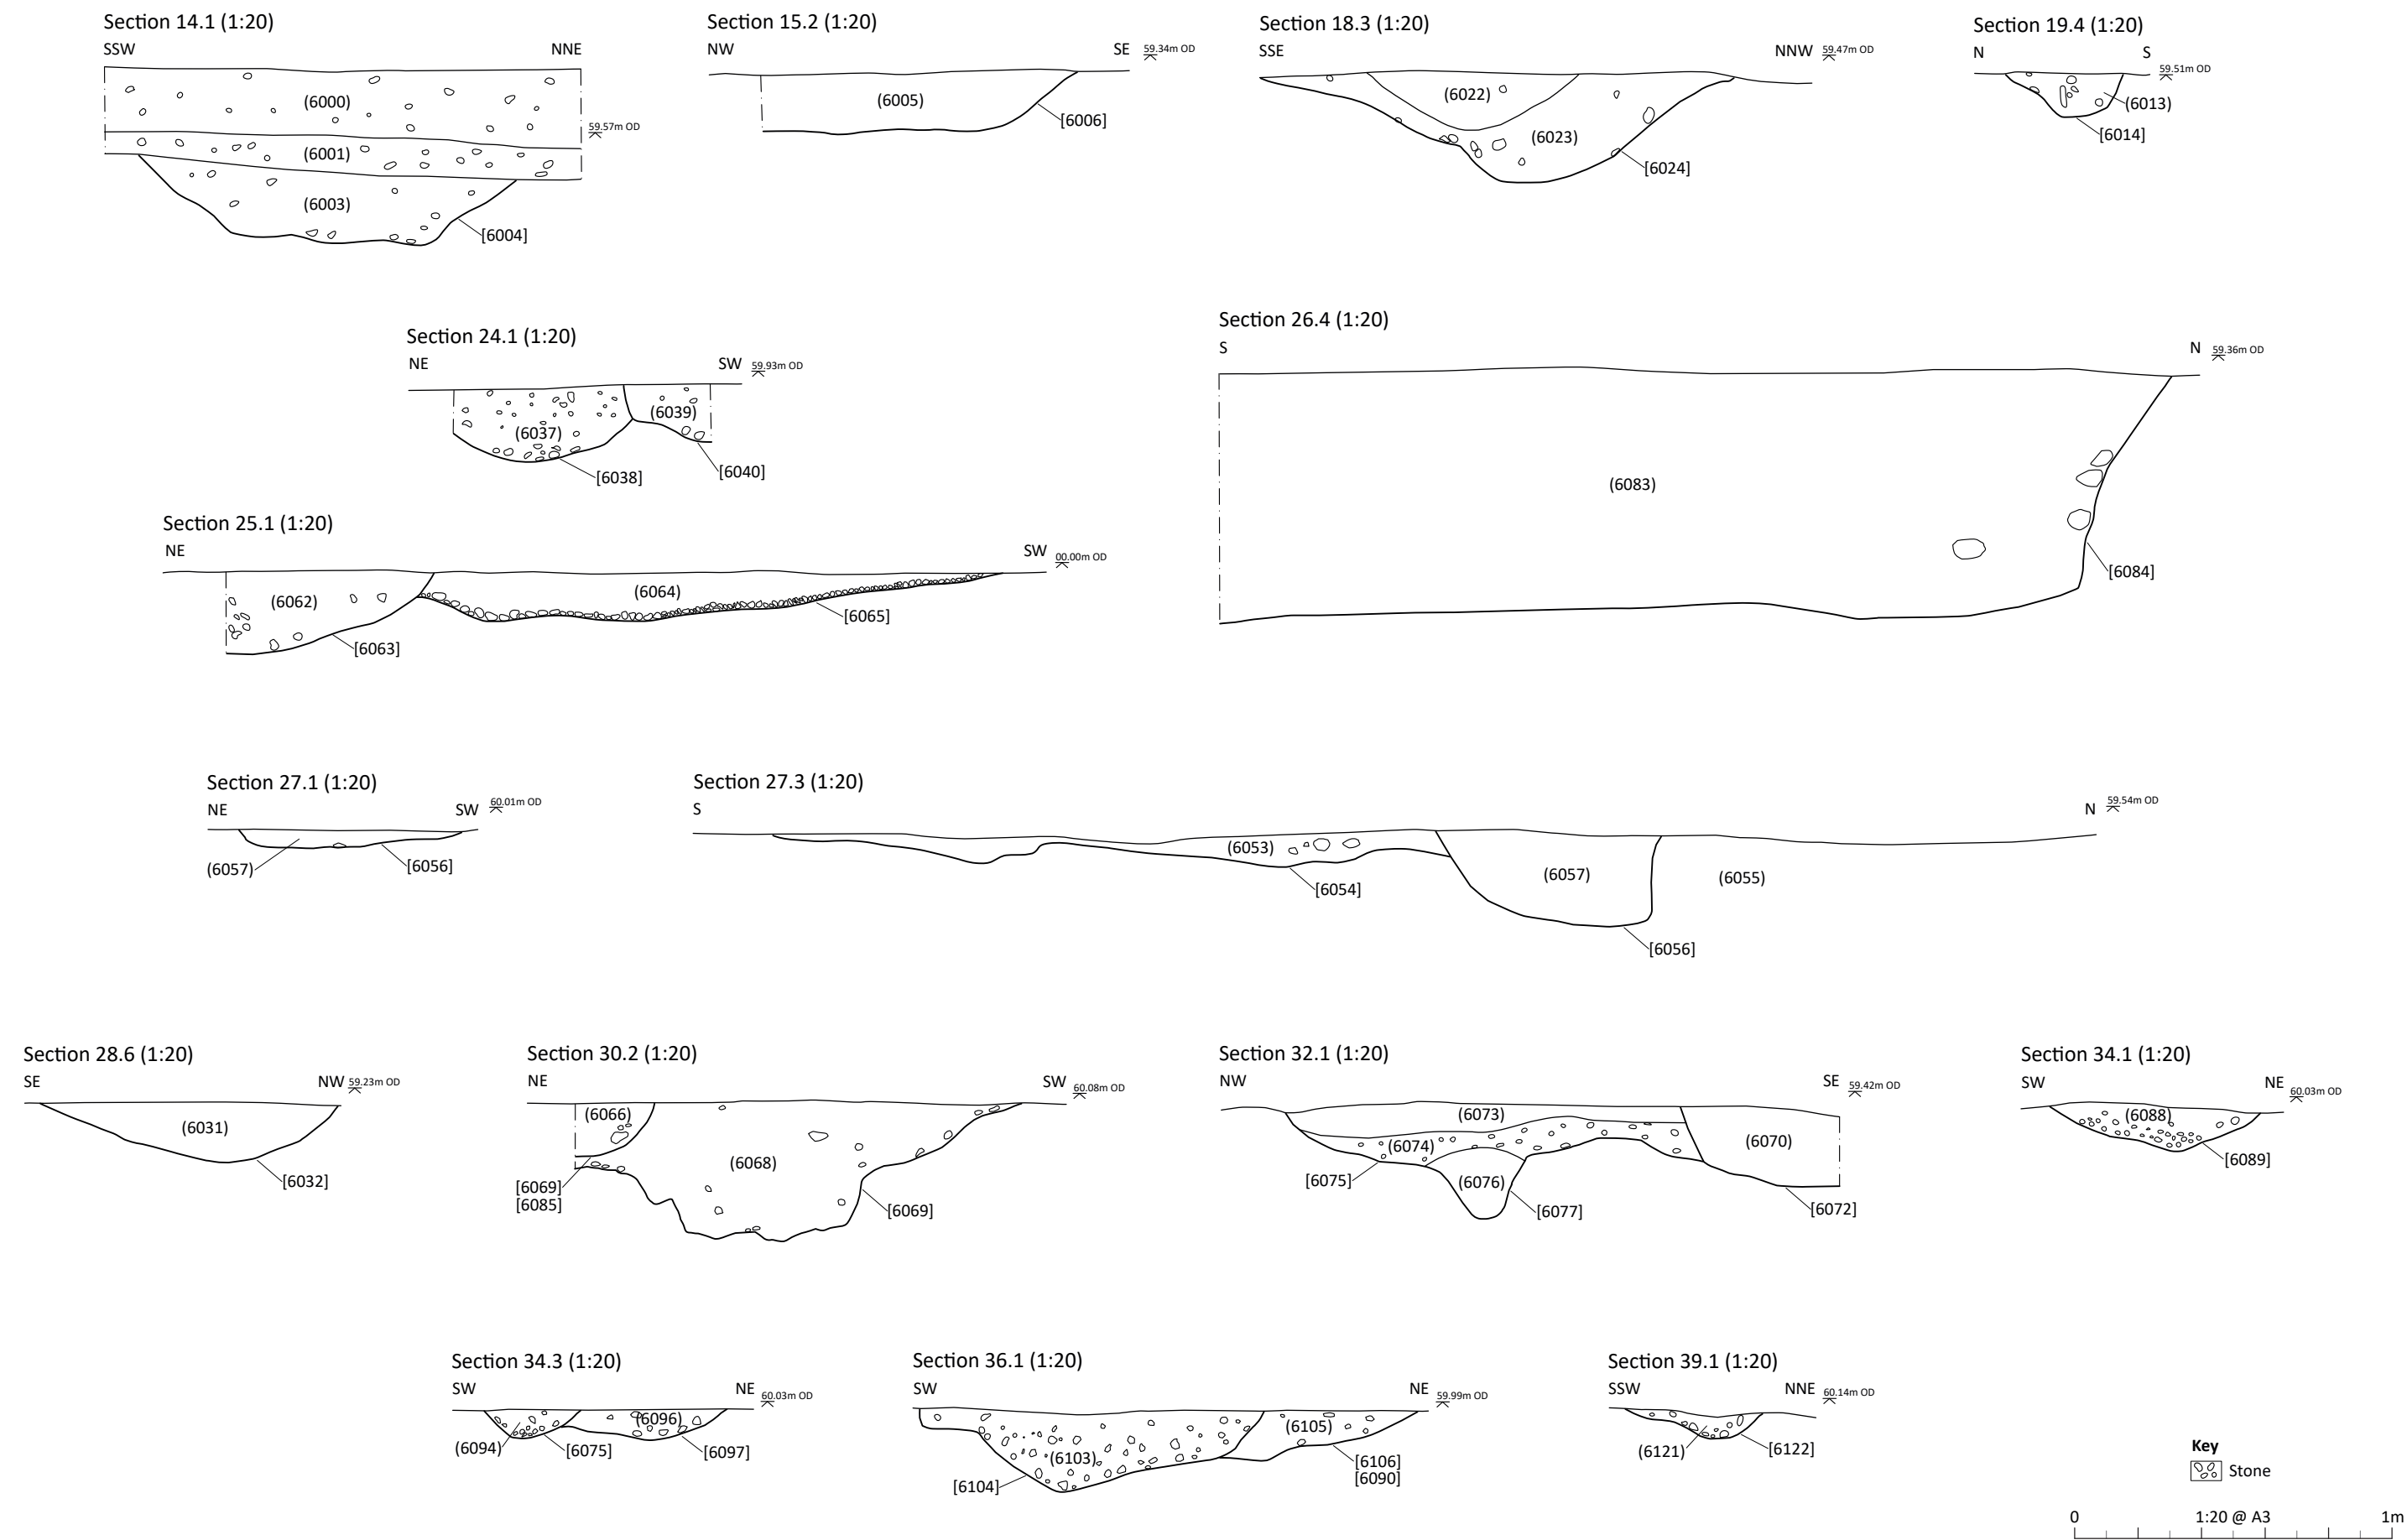 Section 14.1 (1:20)
SSW NNE
(6000)
59.57m OD
(6001)
(6003)
[6004]
Section 15.2 (1:20)
NW SE 59.34m OD
(6005)
[6006]
Section 18.3 (1:20)
SSE NNW 59.47m OD
(6022)
(6023)
[6024]
Section 19.4 (1:20)
N S
59.51m OD
(6013)
[6014]
Section 24.1 (1:20)
NE SW 59.93m OD
(6039)
(6037)
[6040]
[6038]
Section 26.4 (1:20)
S N 59.36m OD
(6083)
[6084]
Section 25.1 (1:20)
NE SW 00.00m OD
(6064)
(6062)
[6065]
[6063]
Section 27.1 (1:20)
NE SW 60.01m OD
(6057) [6056]
Section 27.3 (1:20)
S N 59.54m OD
(6053)
(6057) (6055)
[6054]
[6056]
Section 28.6 (1:20)
SE NW 59.23m OD
(6031)
[6032]
Section 30.2 (1:20)
NE SW 60.08m OD
(6066)
(6068)
[6069]
[6085]
[6069]
Section 32.1 (1:20)
NW SE 59.42m OD
(6073)
(6074) (6070)
[6075] (6076)
[6077] [6072]
Section 34.1 (1:20)
SW NE
60.03m OD
(6088)
[6089]
Section 34.3 (1:20)
SW NE 60.03m OD
(6096)
(6094) [6075] [6097]
Section 36.1 (1:20)
SW NE 59.99m OD
(6105)
(6103)
[6106]
[6090]
[6104]
Section 39.1 (1:20)
SSW NNE 60.14m OD
(6121) [6122]
Key
Stone
0 1:20 @ A3 1m